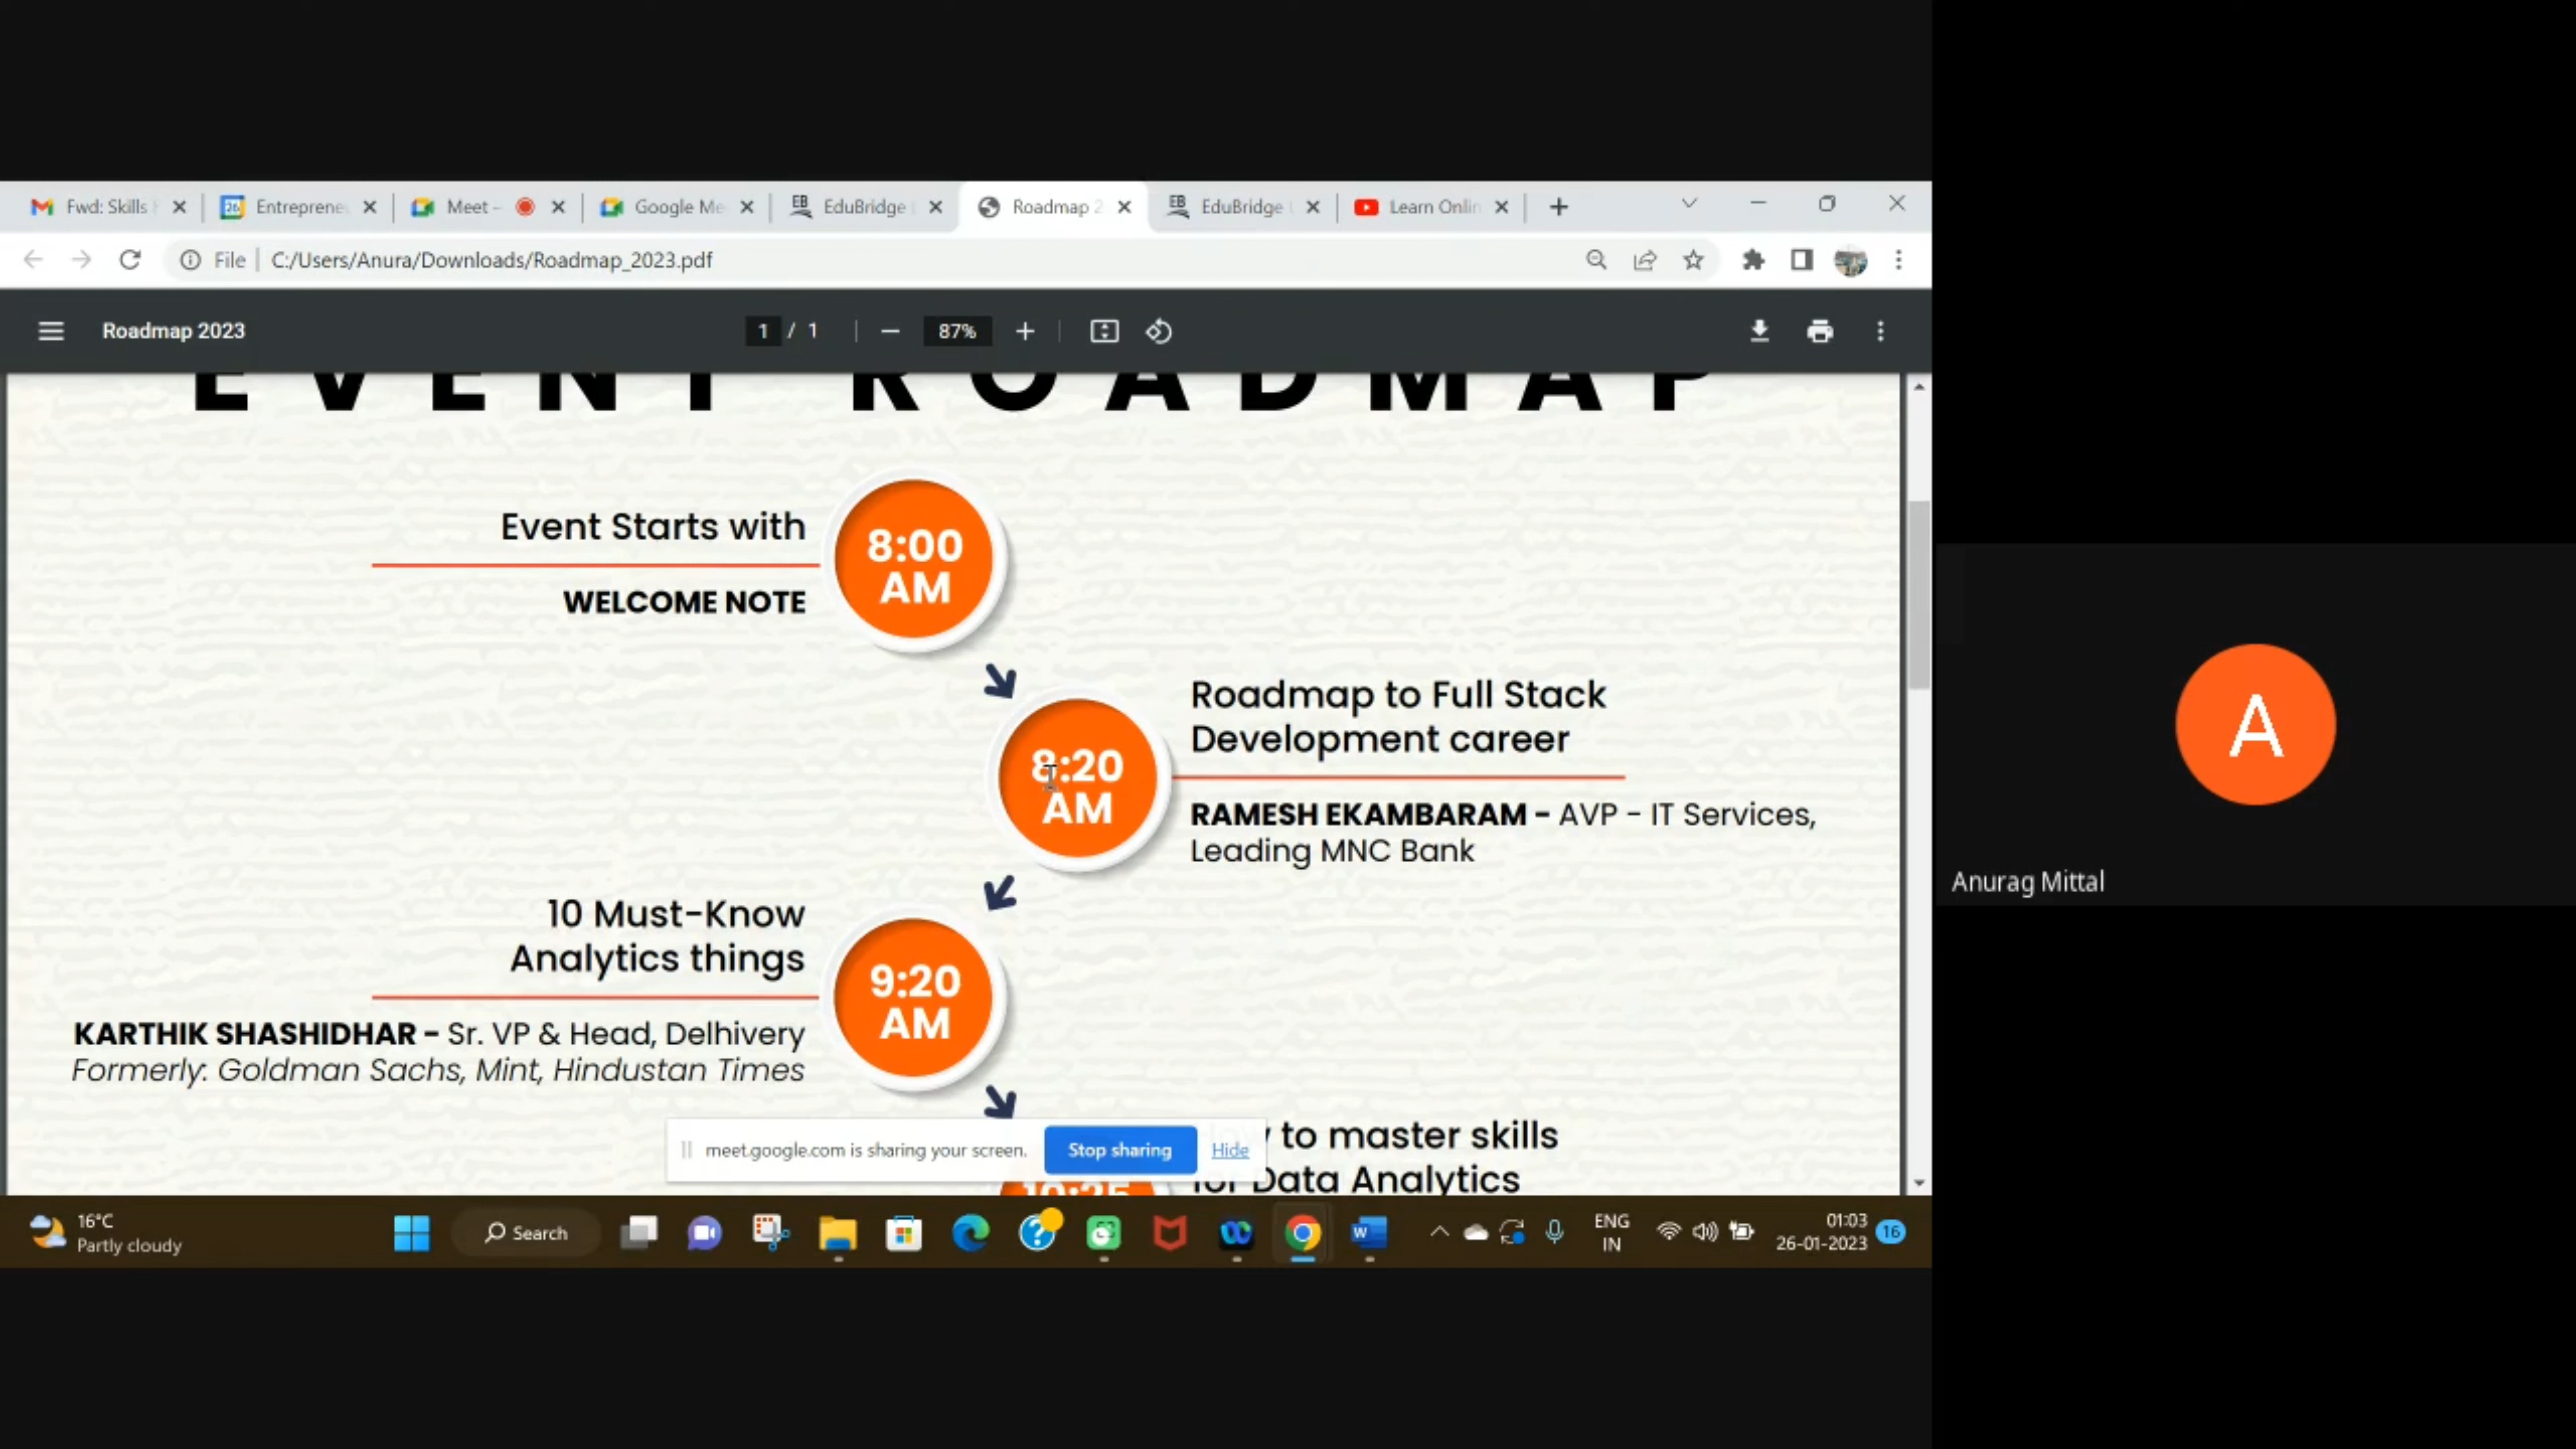 Fwd: Skills
Entreprene
Meet -
Google Me
EduBridge
Roadmap 2
EduBridge
Learn Onlin
File
C:/Users/Anura/Downloads/Roadmap_2023.pdf
Roadmap 2023
1 / 1
87%
EVENT ROADMAP
Event Starts with
WELCOME NOTE
8:00
AM
8:20
AM
Roadmap to Full Stack
Development career
RAMESH EKAMBARAM - AVP - IT Services,
Leading MNC Bank
10 Must-Know
Analytics things
KARTHIK SHASHIDHAR - Sr. VP & Head, Delhivery
Formerly: Goldman Sachs, Mint, Hindustan Times
9:20
AM
to master skills
Data Analytics
meet.google.com is sharing your screen.
Stop sharing
Hide
A
Anurag Mittal
16°C
Partly cloudy
Search
ENG
IN
01:03
26-01-2023
16